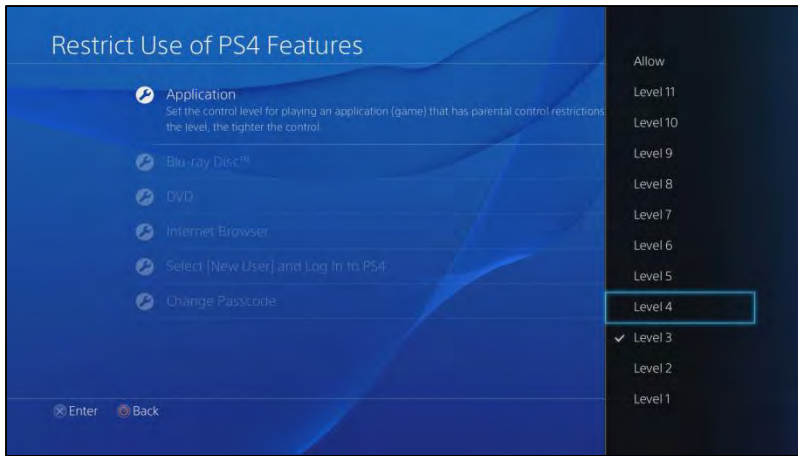 Restrict Use of PS4 Features
Application
Set the control level for playing an application (game) that has parental control restrictions
the level, the tighter the control.
Blu-ray Disc™
DVD
Internet Browser
Select [New User] and Log In to PS4
Change Passcode
Enter
Back
Allow
Level 11
Level 10
Level 9
Level 8
Level 7
Level 6
Level 5
Level 4
Level 3
Level 2
Level 1